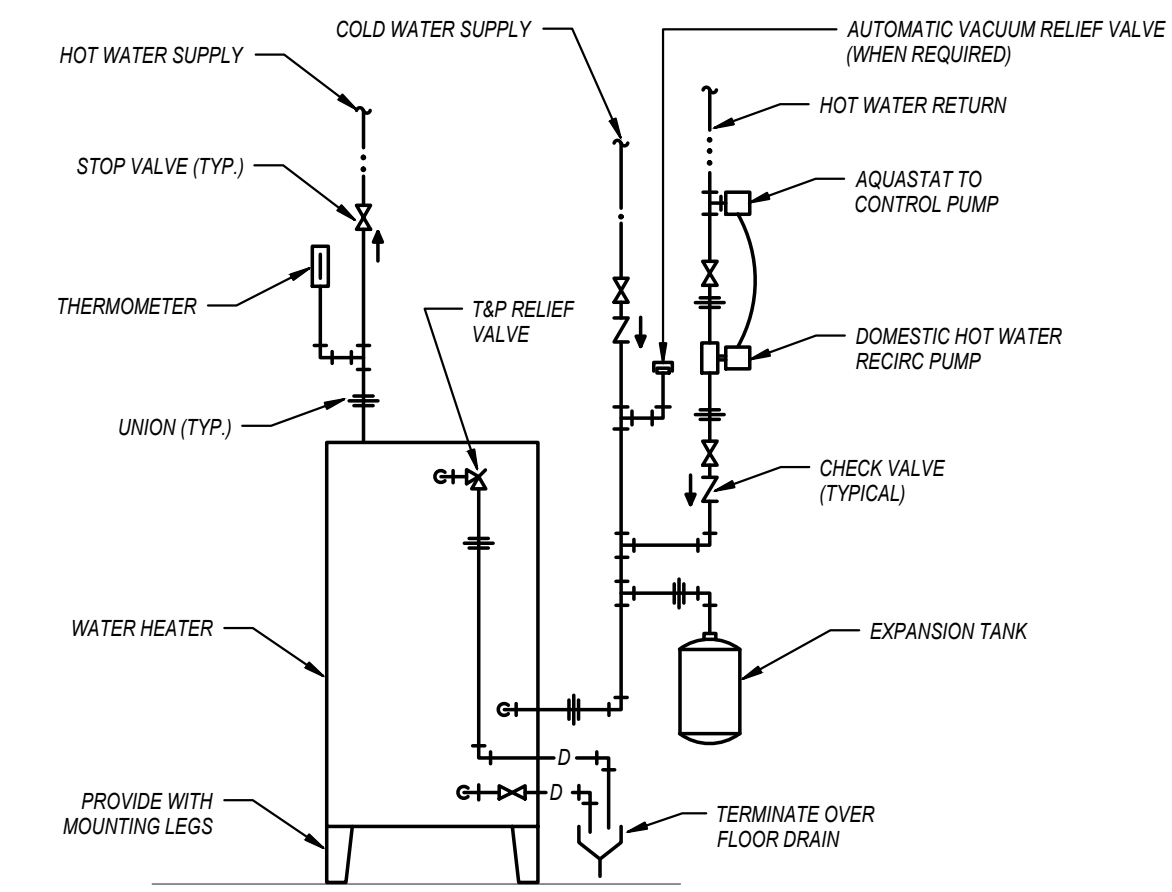 COLD WATER SUPPLY
AUTOMATIC VACUUM RELIEF VALVE
(WHEN REQUIRED)
HOT WATER SUPPLY
HOT WATER RETURN
STOP VALVE (TYP.)
AQUASTAT TO
CONTROL PUMP
THERMOMETER
T&P RELIEF
VALVE
DOMESTIC HOT WATER
RECIRC PUMP
UNION (TYP.)
CHECK VALVE
(TYPICAL)
WATER HEATER
EXPANSION TANK
D
D
PROVIDE WITH
MOUNTING LEGS
TERMINATE OVER
FLOOR DRAIN